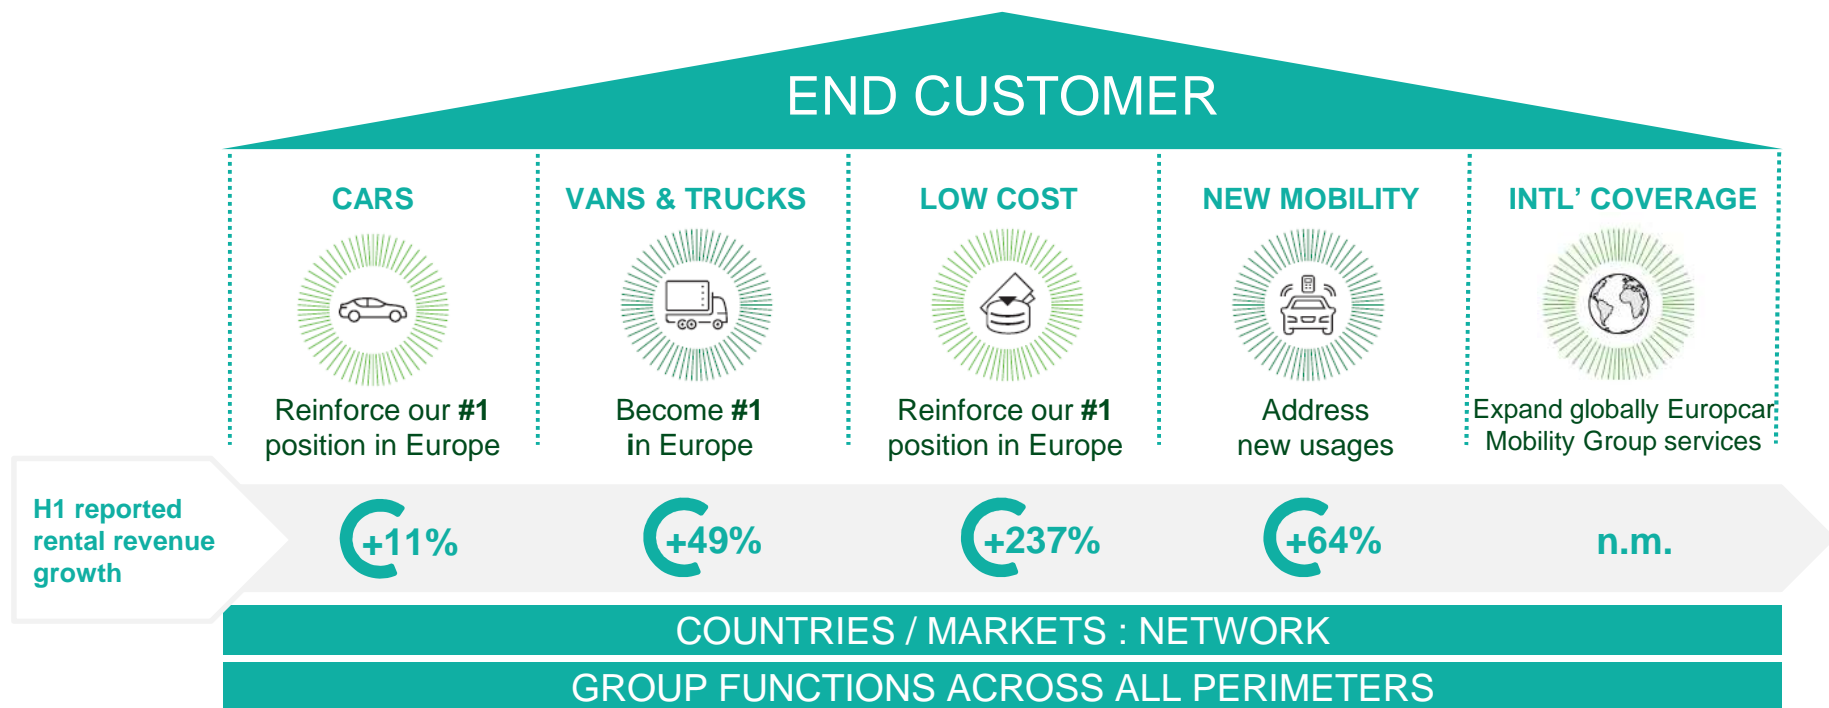 END CUSTOMER
CARS
VANS & TRUCKS
LOW COST
NEW MOBILITY
INTL’ COVERAGE
Reinforce our #1
position in Europe
Become #1
in Europe
Reinforce our #1
position in Europe
Address
new usages
Expand globally Europcar
Mobility Group services
H1 reported
rental revenue
growth
+11%
+49%
+237%
+64%
n.m.
COUNTRIES / MARKETS : NETWORK
GROUP FUNCTIONS ACROSS ALL PERIMETERS